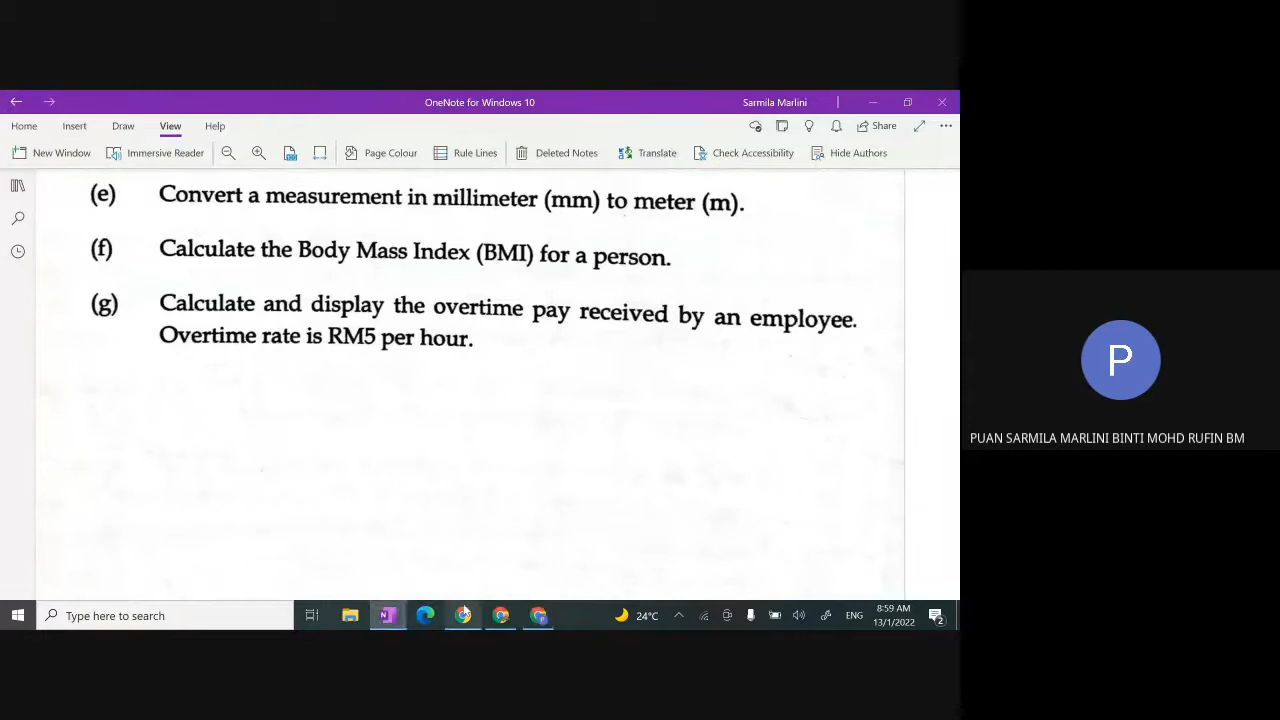 OneNote for Windows 10
Sarmila Marlini
Home Insert Draw View Help
Share
New Window Immersive Reader Page Colour Rule Lines Deleted Notes Translate Check Accessibility Hide Authors
(e) Convert a measurement in millimeter (mm) to meter (m).
(f) Calculate the Body Mass Index (BMI) for a person.
(g) Calculate and display the overtime pay received by an employee.
Overtime rate is RM5 per hour.
P
PUAN SARMILA MARLINI BINTI MOHD RUFIN BM
Type here to search
24°C
ENG
8:59 AM
13/1/2022
2